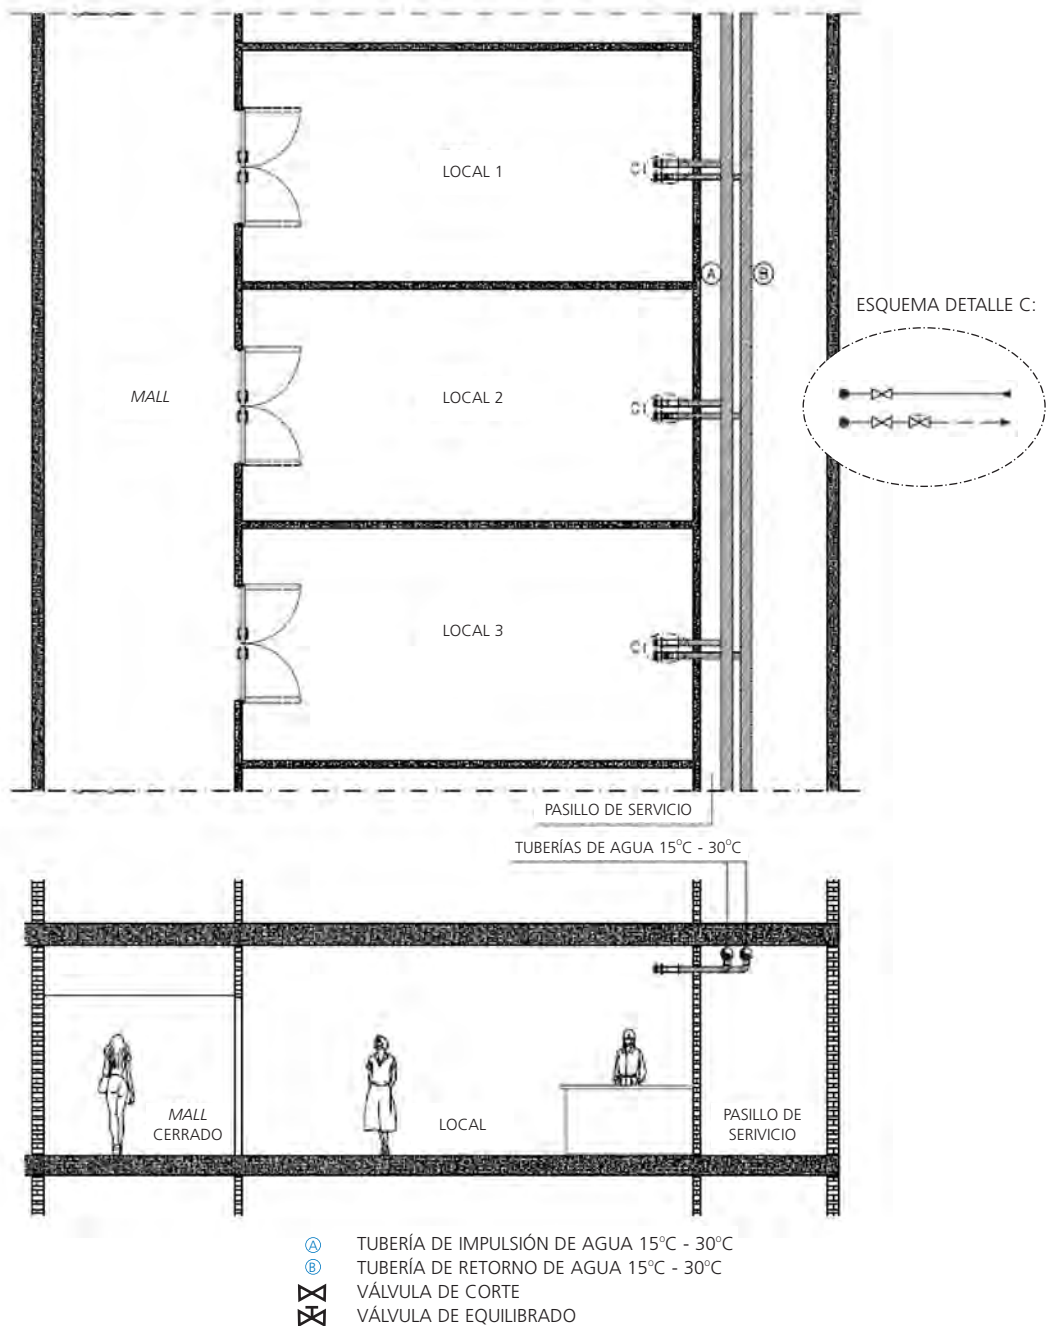 LOCAL 1
A
B
ESQUEMA DETALLE C:
MALL
LOCAL 2
LOCAL 3
PASILLO DE SERVICIO
TUBERÍAS DE AGUA 15°C - 30°C
MALL
CERRADO
LOCAL
PASILLO DE
SERIVICIO
A TUBERÍA DE IMPULSIÓN DE AGUA 15°C - 30°C
B TUBERÍA DE RETORNO DE AGUA 15°C - 30°C
VÁLVULA DE CORTE
VÁLVULA DE EQUILIBRADO